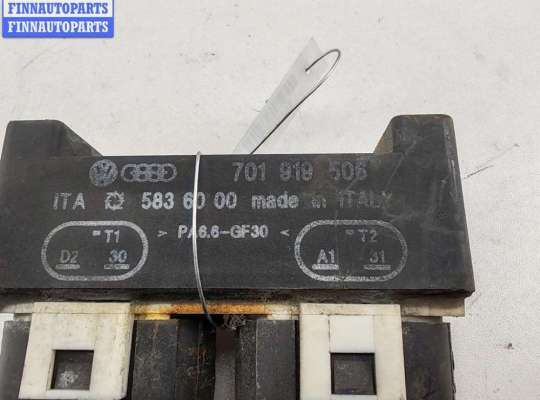 FINNAUTOPARTS
FINNAUTOPARTS
701 919 506
ITA 583 60 00 made in ITALY
T1 > PA6.6-GF30 < T2
D2 30 A1 31